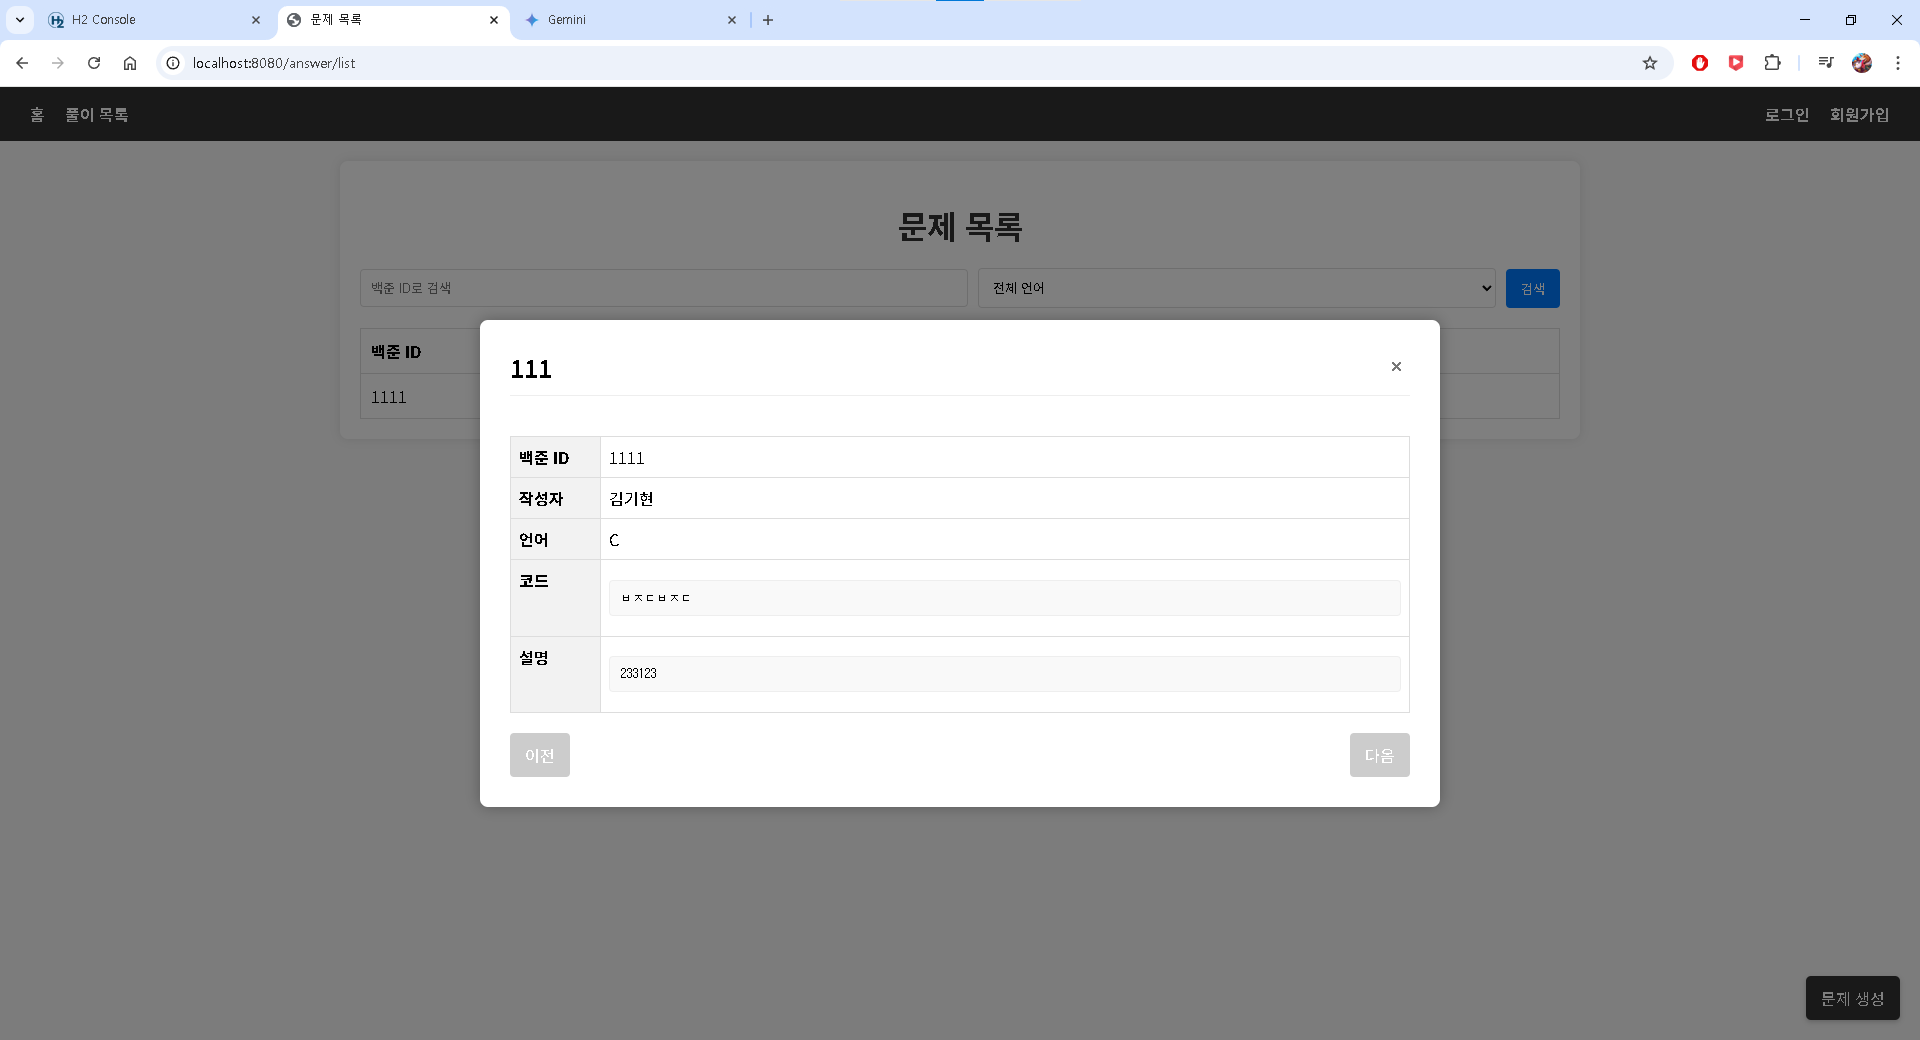 H2 Console
문제 목록
Gemini
localhost:8080/answer/list
홈 풀이 목록
로그인 회원가입
문제 목록
백준 ID로 검색
전체 언어
검색
백준 ID
1111
111
백준 ID 1111
작성자 김기현
언어 C
코드 ㅂㅈㄷㅂㅈㄷ
설명 233123
이전
다음
문제 생성